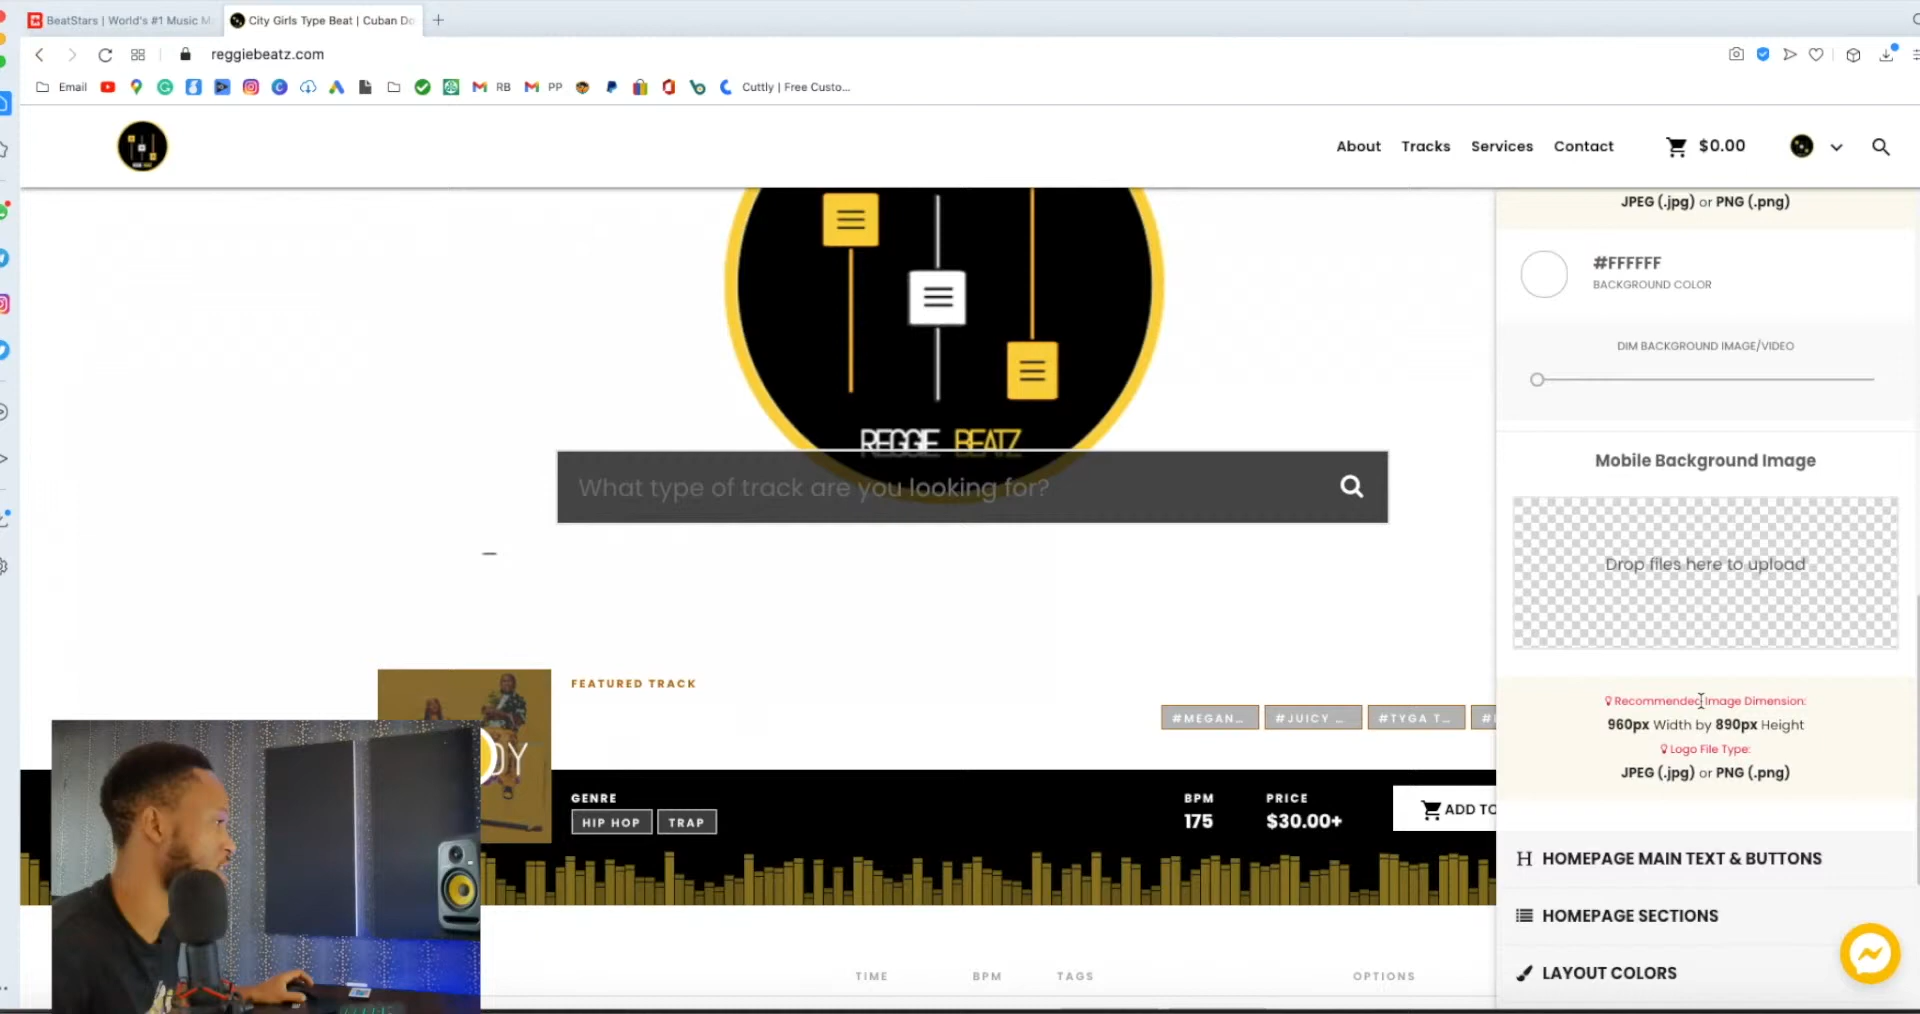 BeatStars | World's #1 Music M
City Girls Type Beat | Cuban Do
reggiebeatz.com
Email
RB
PP
Cuttly | Free Custo...
About
Tracks
Services
Contact
$0.00
JPEG (.jpg) or PNG (.png)
#FFFFFF
BACKGROUND COLOR
DIM BACKGROUND IMAGE/VIDEO
REGGIE BEATZ
What type of track are you looking for?
Mobile Background Image
Drop files here to upload
FEATURED TRACK
#MEGAN...
#JUICY ...
#TYGA T...
Recommended Image Dimension:
960px Width by 890px Height
Logo File Type:
JPEG (.jpg) or PNG (.png)
GENRE
HIP HOP
TRAP
BPM
175
PRICE
$30.00+
ADD TO
HOMEPAGE MAIN TEXT & BUTTONS
HOMEPAGE SECTIONS
LAYOUT COLORS
TIME
BPM
TAGS
OPTIONS